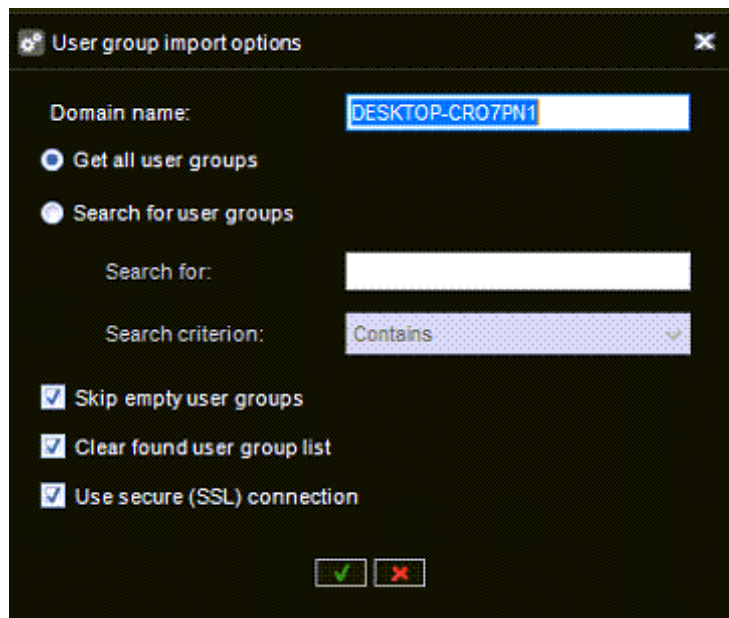 User group import options
Domain name: DESKTOP-CRO7PN1
Get all user groups
Search for user groups
Search for:
Search criterion: Contains
Skip empty user groups
Clear found user group list
Use secure (SSL) connection